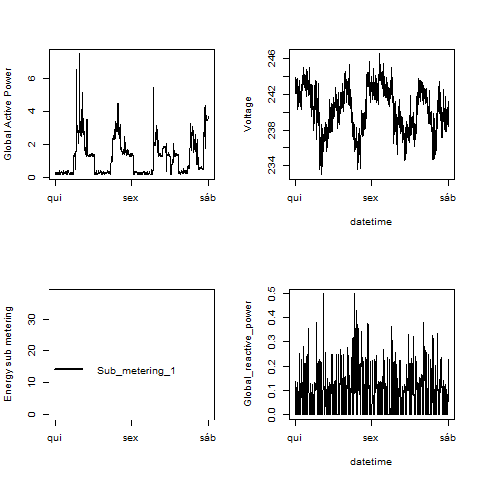 Global Active Power
0 2 4 6
qui sex sáb
Voltage
234 238 242 246
qui sex sáb
datetime
Energy sub metering
0 10 20 30
Sub_metering_1
qui sex sáb
Global_reactive_power
0.0 0.1 0.2 0.3 0.4 0.5
qui sex sáb
datetime